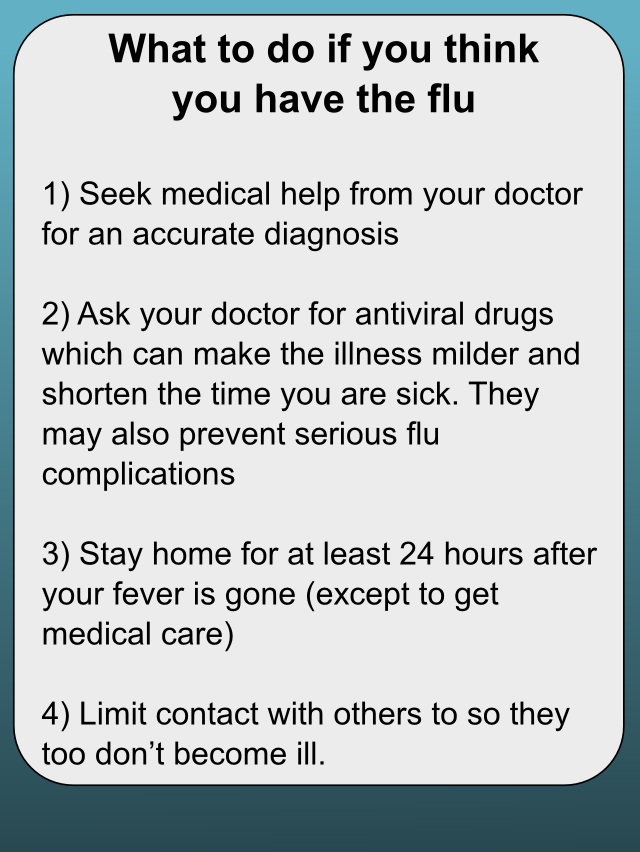 What to do if you think
you have the flu
1) Seek medical help from your doctor
for an accurate diagnosis
2) Ask your doctor for antiviral drugs
which can make the illness milder and
shorten the time you are sick. They
may also prevent serious flu
complications
3) Stay home for at least 24 hours after
your fever is gone (except to get
medical care)
4) Limit contact with others to so they
too don’t become ill.